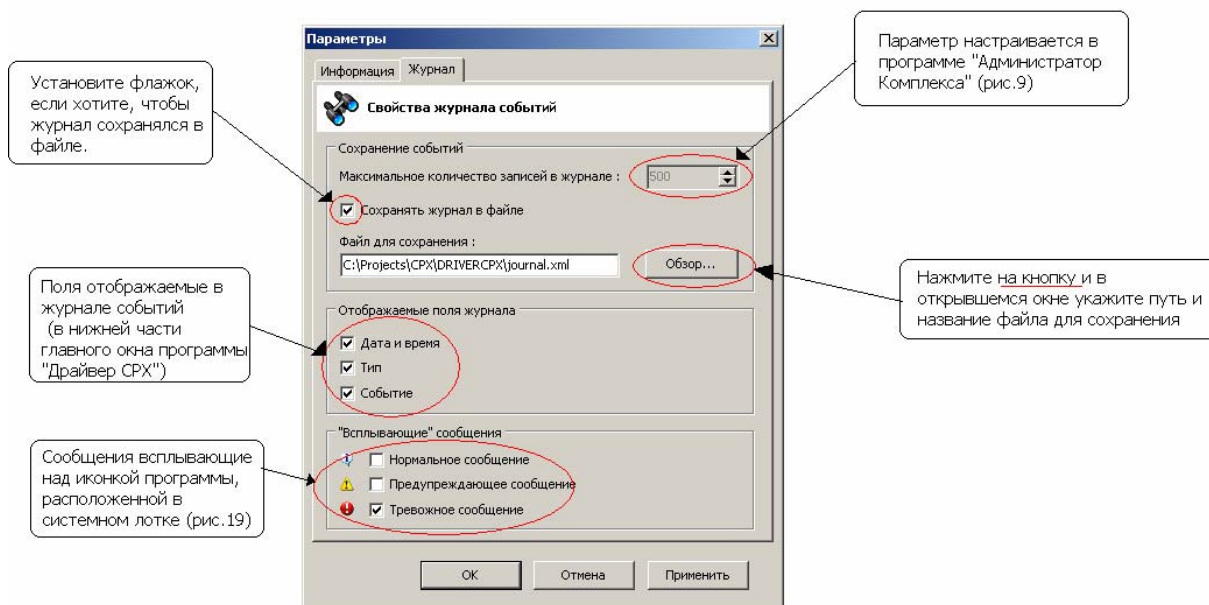 Параметры
Информация
Журнал
Свойства журнала событий
Сохранение событий
Максимальное количество записей в журнале :
500
Сохранять журнал в файле
Файл для сохранения :
C:\Projects\CPX\DRIVERCPX\journal.xml
Обзор...
Отображаемые поля журнала
Дата и время
Тип
Событие
"Всплывающие" сообщения
Нормальное сообщение
Предупреждающее сообщение
Тревожное сообщение
OK
Отмена
Применить
Установите флажок,
если хотите, чтобы
журнал сохранялся в
файле.
Поля отображаемые в
журнале событий
(в нижней части
главного окна программы
"Драйвер CPX")
Сообщения всплывающие
над иконкой программы,
расположенной в
системном лотке (рис.19)
Параметр настраивается в
программе "Администратор
Комплекса" (рис.9)
Нажмите на кнопку и в
открывшемся окне укажите путь и
название файла для сохранения